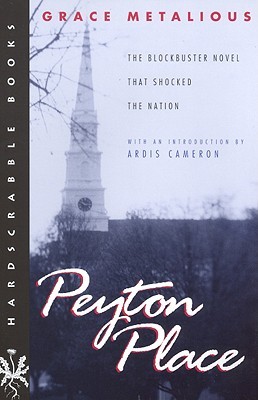 GRACE METALIOUS
THE BLOCKBUSTER NOVEL
THAT SHOCKED
THE NATION
WITH AN INTRODUCTION BY
ARDIS CAMERON
Peyton
Place
HARDSCRABBLE BOOKS